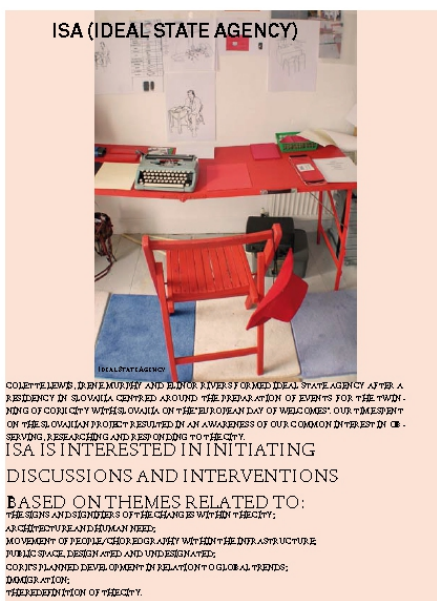 ISA (IDEAL STATE AGENCY)
IDEAL STATE AGENCY
COLETTE LEWIS, IRENE MURPHY AND ELINOR RIVERS FORMED IDEAL STATE AGENCY AFTER A
RESIDENCY IN SLOVAKIA CENTRED AROUND THE PREPARATION OF EVENTS FOR THE TWIN-
NING OF CORK CITY WITH SLOVAKIA ON THE "EUROPEAN DAY OF WELCOMES". OUR TIME SPENT
ON THE SLOVAKIAN PROJECT RESULTED IN AN AWARENESS OF OUR COMMON INTEREST IN OB-
SERVING, RESEARCHING AND RESPONDING TO THE CITY.
ISA IS INTERESTED IN INITIATING
DISCUSSIONS AND INTERVENTIONS
BASED ON THEMES RELATED TO:
THE SIGNS AND SIGNIFIERS OF THE CHANGES WITHIN THE CITY;
ARCHITECTURE AND HUMAN NEED;
MOVEMENT OF PEOPLE/CHOREOGRAPHY WITHIN THE INFRASTRUCTURE;
PUBLIC SPACE, DESIGNATED AND UNDESIGNATED;
CORK'S PLANNED DEVELOPMENT IN RELATION TO GLOBAL TRENDS;
IMMIGRATION;
THE REDEFINITION OF THE CITY.